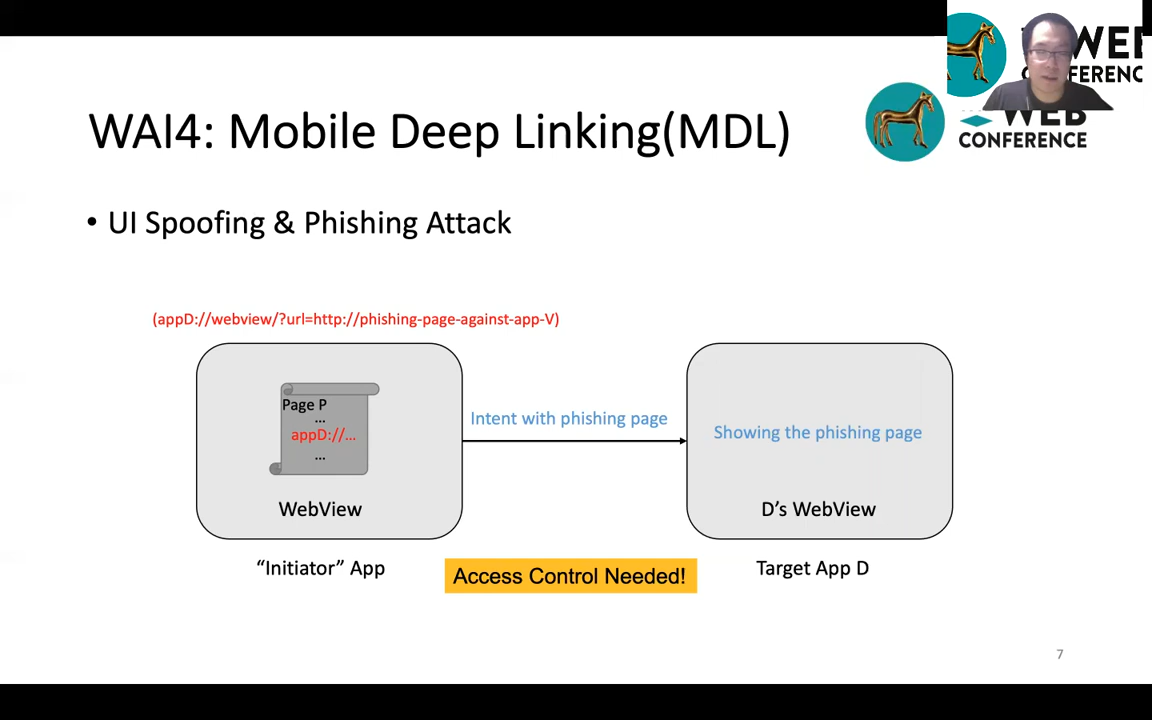 WAI4: Mobile Deep Linking(MDL)
WEB
CONFERENCE
• UI Spoofing & Phishing Attack
(appD://webview/?url=http://phishing-page-against-app-V)
Page P
...
appD://...
...
WebView
Intent with phishing page
Showing the phishing page
D's WebView
“Initiator” App
Access Control Needed!
Target App D
7